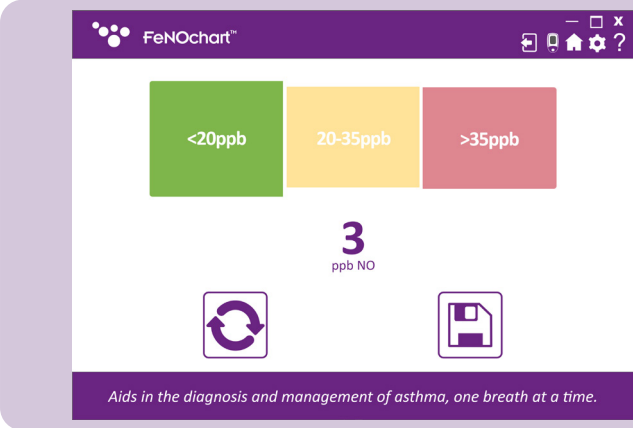 FeNOchart™
<20ppb 20-35ppb >35ppb
3
ppb NO
Aids in the diagnosis and management of asthma, one breath at a time.